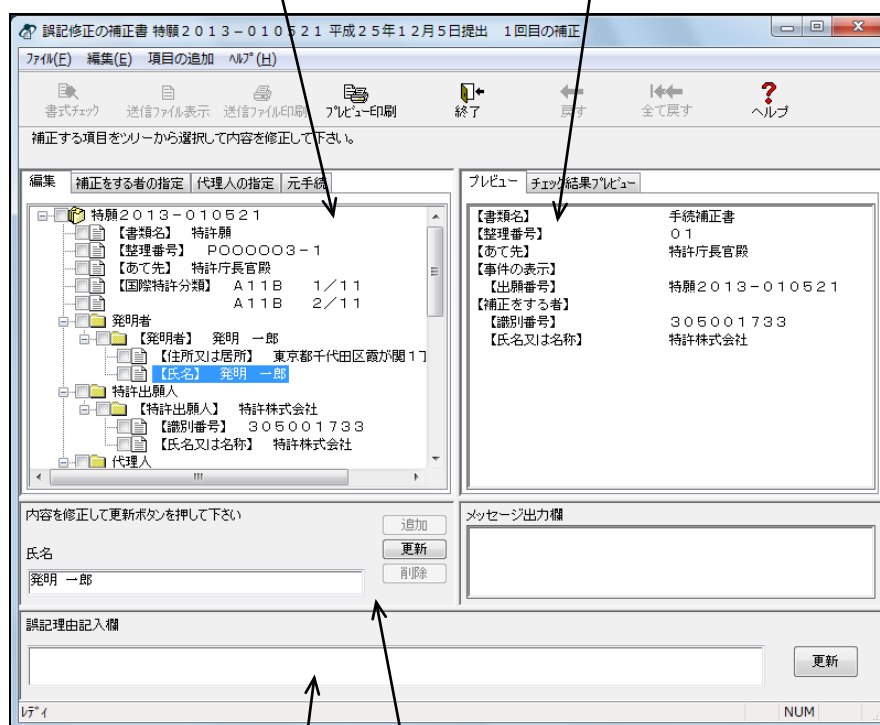 誤記修正の補正書 特願２０１３－０１０５２１ 平成２５年１２月５日提出　１回目の補正
ﾌｧｲﾙ(F)　編集(E)　項目の追加　ﾍﾙﾌﾟ(H)
書式チェック　送信ファイル表示　送信ファイル印刷　プレビュー印刷　終了　戻す　全て戻す　ヘルプ
補正する項目をツリーから選択して内容を修正して下さい。
編集　補正をする者の指定　代理人の指定　元手続
特願２０１３－０１０５２１
【書類名】　特許願
【整理番号】　ＰＯＯＯＯＯ３－１
【あて先】　特許庁長官殿
【国際特許分類】　Ａ１１Ｂ　１／１１
Ａ１１Ｂ　２／１１
発明者
【発明者】　発明　一郎
【住所又は居所】　東京都千代田区霞が関１丁
【氏名】　発明　一郎
特許出願人
【特許出願人】　特許株式会社
【識別番号】　３０５００１７３３
【氏名又は名称】　特許株式会社
代理人
プレビュー　チェック結果プレビュー
【書類名】　手続補正書
【整理番号】　０１
【あて先】　特許庁長官殿
【事件の表示】
【出願番号】　特願２０１３－０１０５２１
【補正をする者】
【識別番号】　３０５００１７３３
【氏名又は名称】　特許株式会社
内容を修正して更新ボタンを押して下さい
追加
氏名
更新
発明 一郎
削除
メッセージ出力欄
誤記理由記入欄
更新
ﾚﾃﾞｨ
NUM